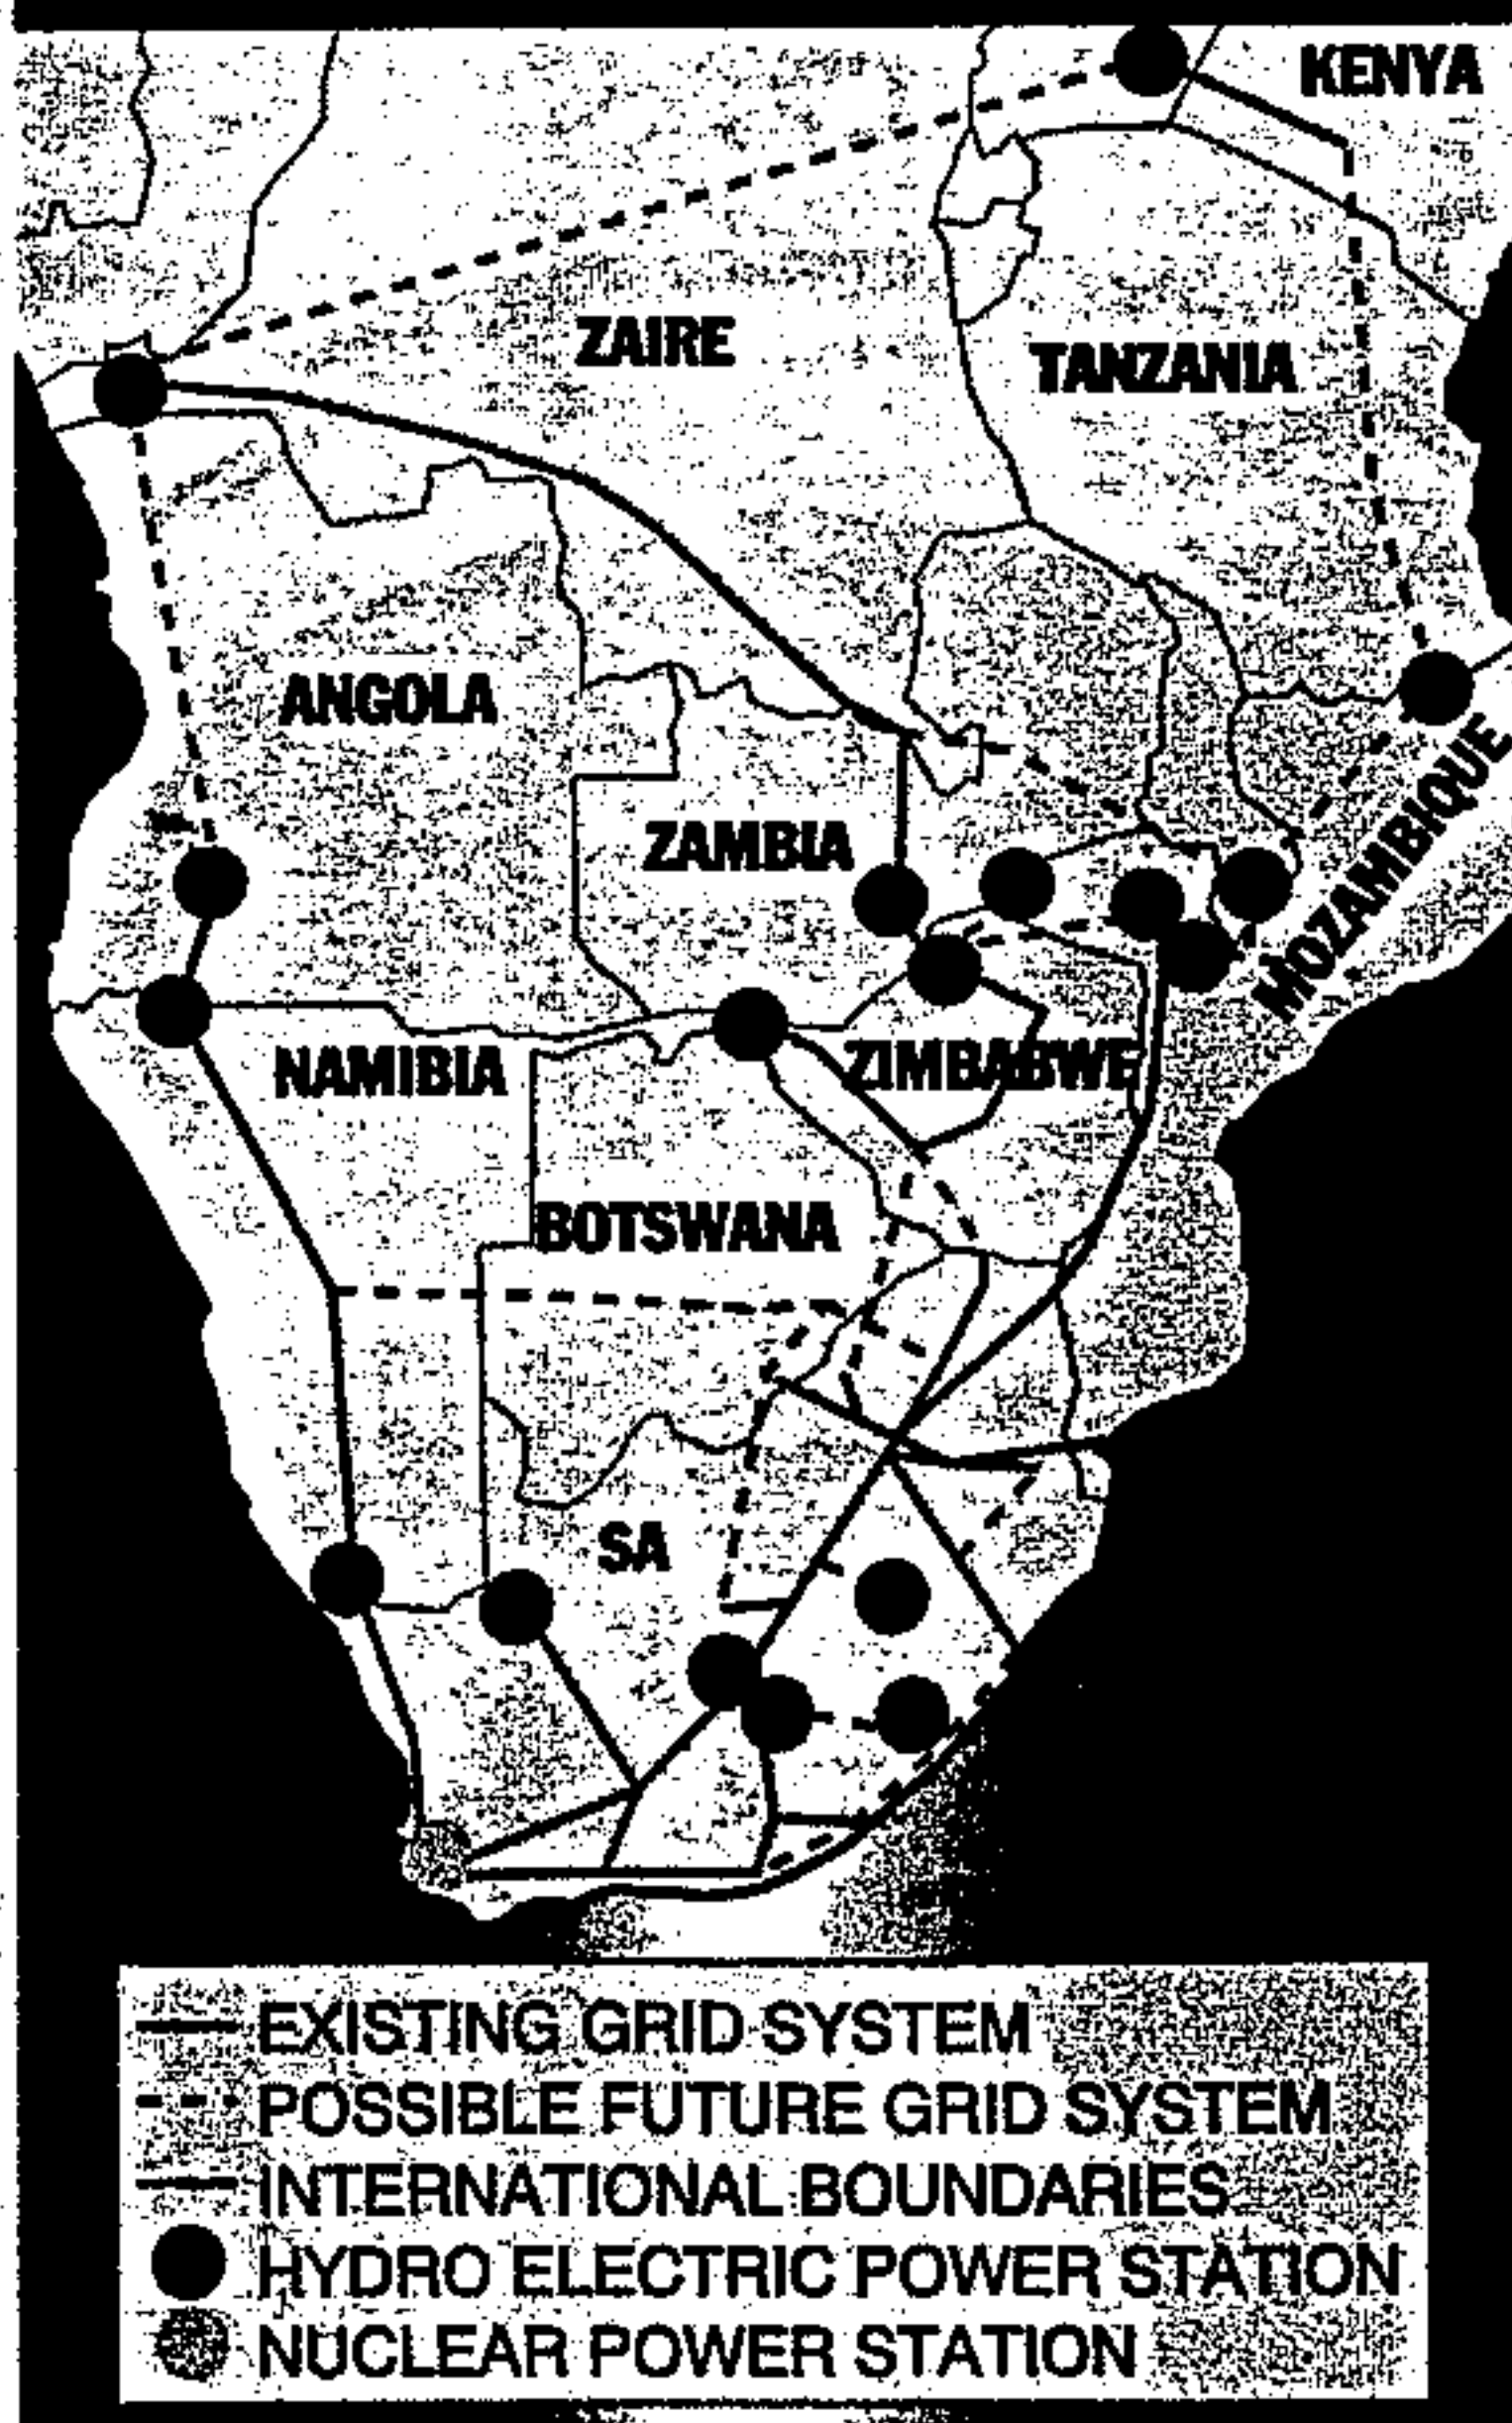 KENYA
ZAIRE
TANZANIA
ANGOLA
ZAMBIA
MOZAMBIQUE
NAMIBIA
ZIMBABWE
BOTSWANA
SA
EXISTING GRID SYSTEM
POSSIBLE FUTURE GRID SYSTEM
INTERNATIONAL BOUNDARIES
HYDRO ELECTRIC POWER STATION
NUCLEAR POWER STATION